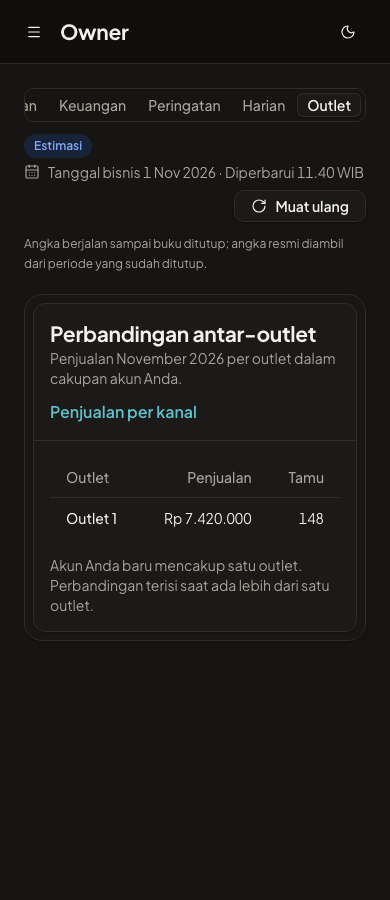 Owner
an Keuangan Peringatan Harian Outlet
Estimasi
Tanggal bisnis 1 Nov 2026 · Diperbarui 11.40 WIB
Muat ulang
Angka berjalan sampai buku ditutup; angka resmi diambil
dari periode yang sudah ditutup.
Perbandingan antar-outlet
Penjualan November 2026 per outlet dalam
cakupan akun Anda.
Penjualan per kanal
Outlet Penjualan Tamu
Outlet 1 Rp 7.420.000 148
Akun Anda baru mencakup satu outlet.
Perbandingan terisi saat ada lebih dari satu
outlet.